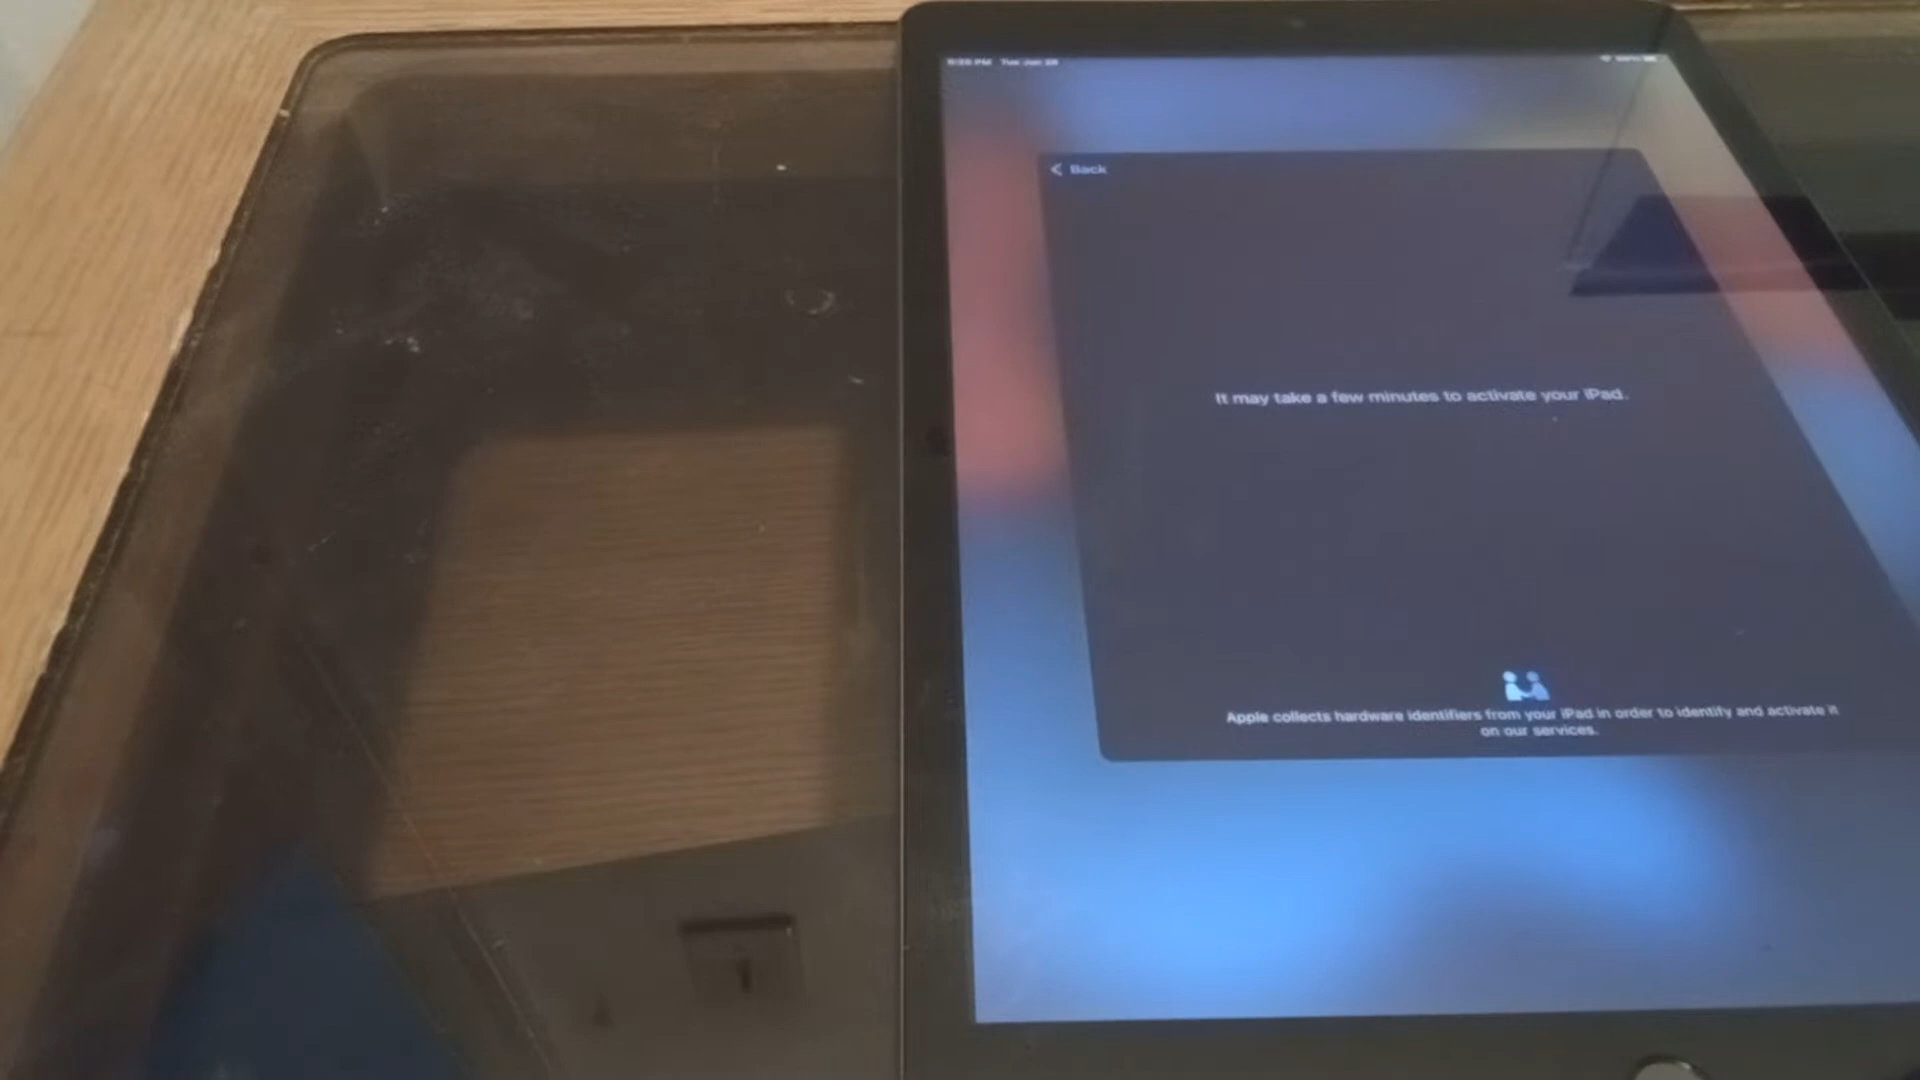 Back
It may take a few minutes to activate your iPad.
Apple collects hardware identifiers from your iPad in order to identify and activate it
on our services.